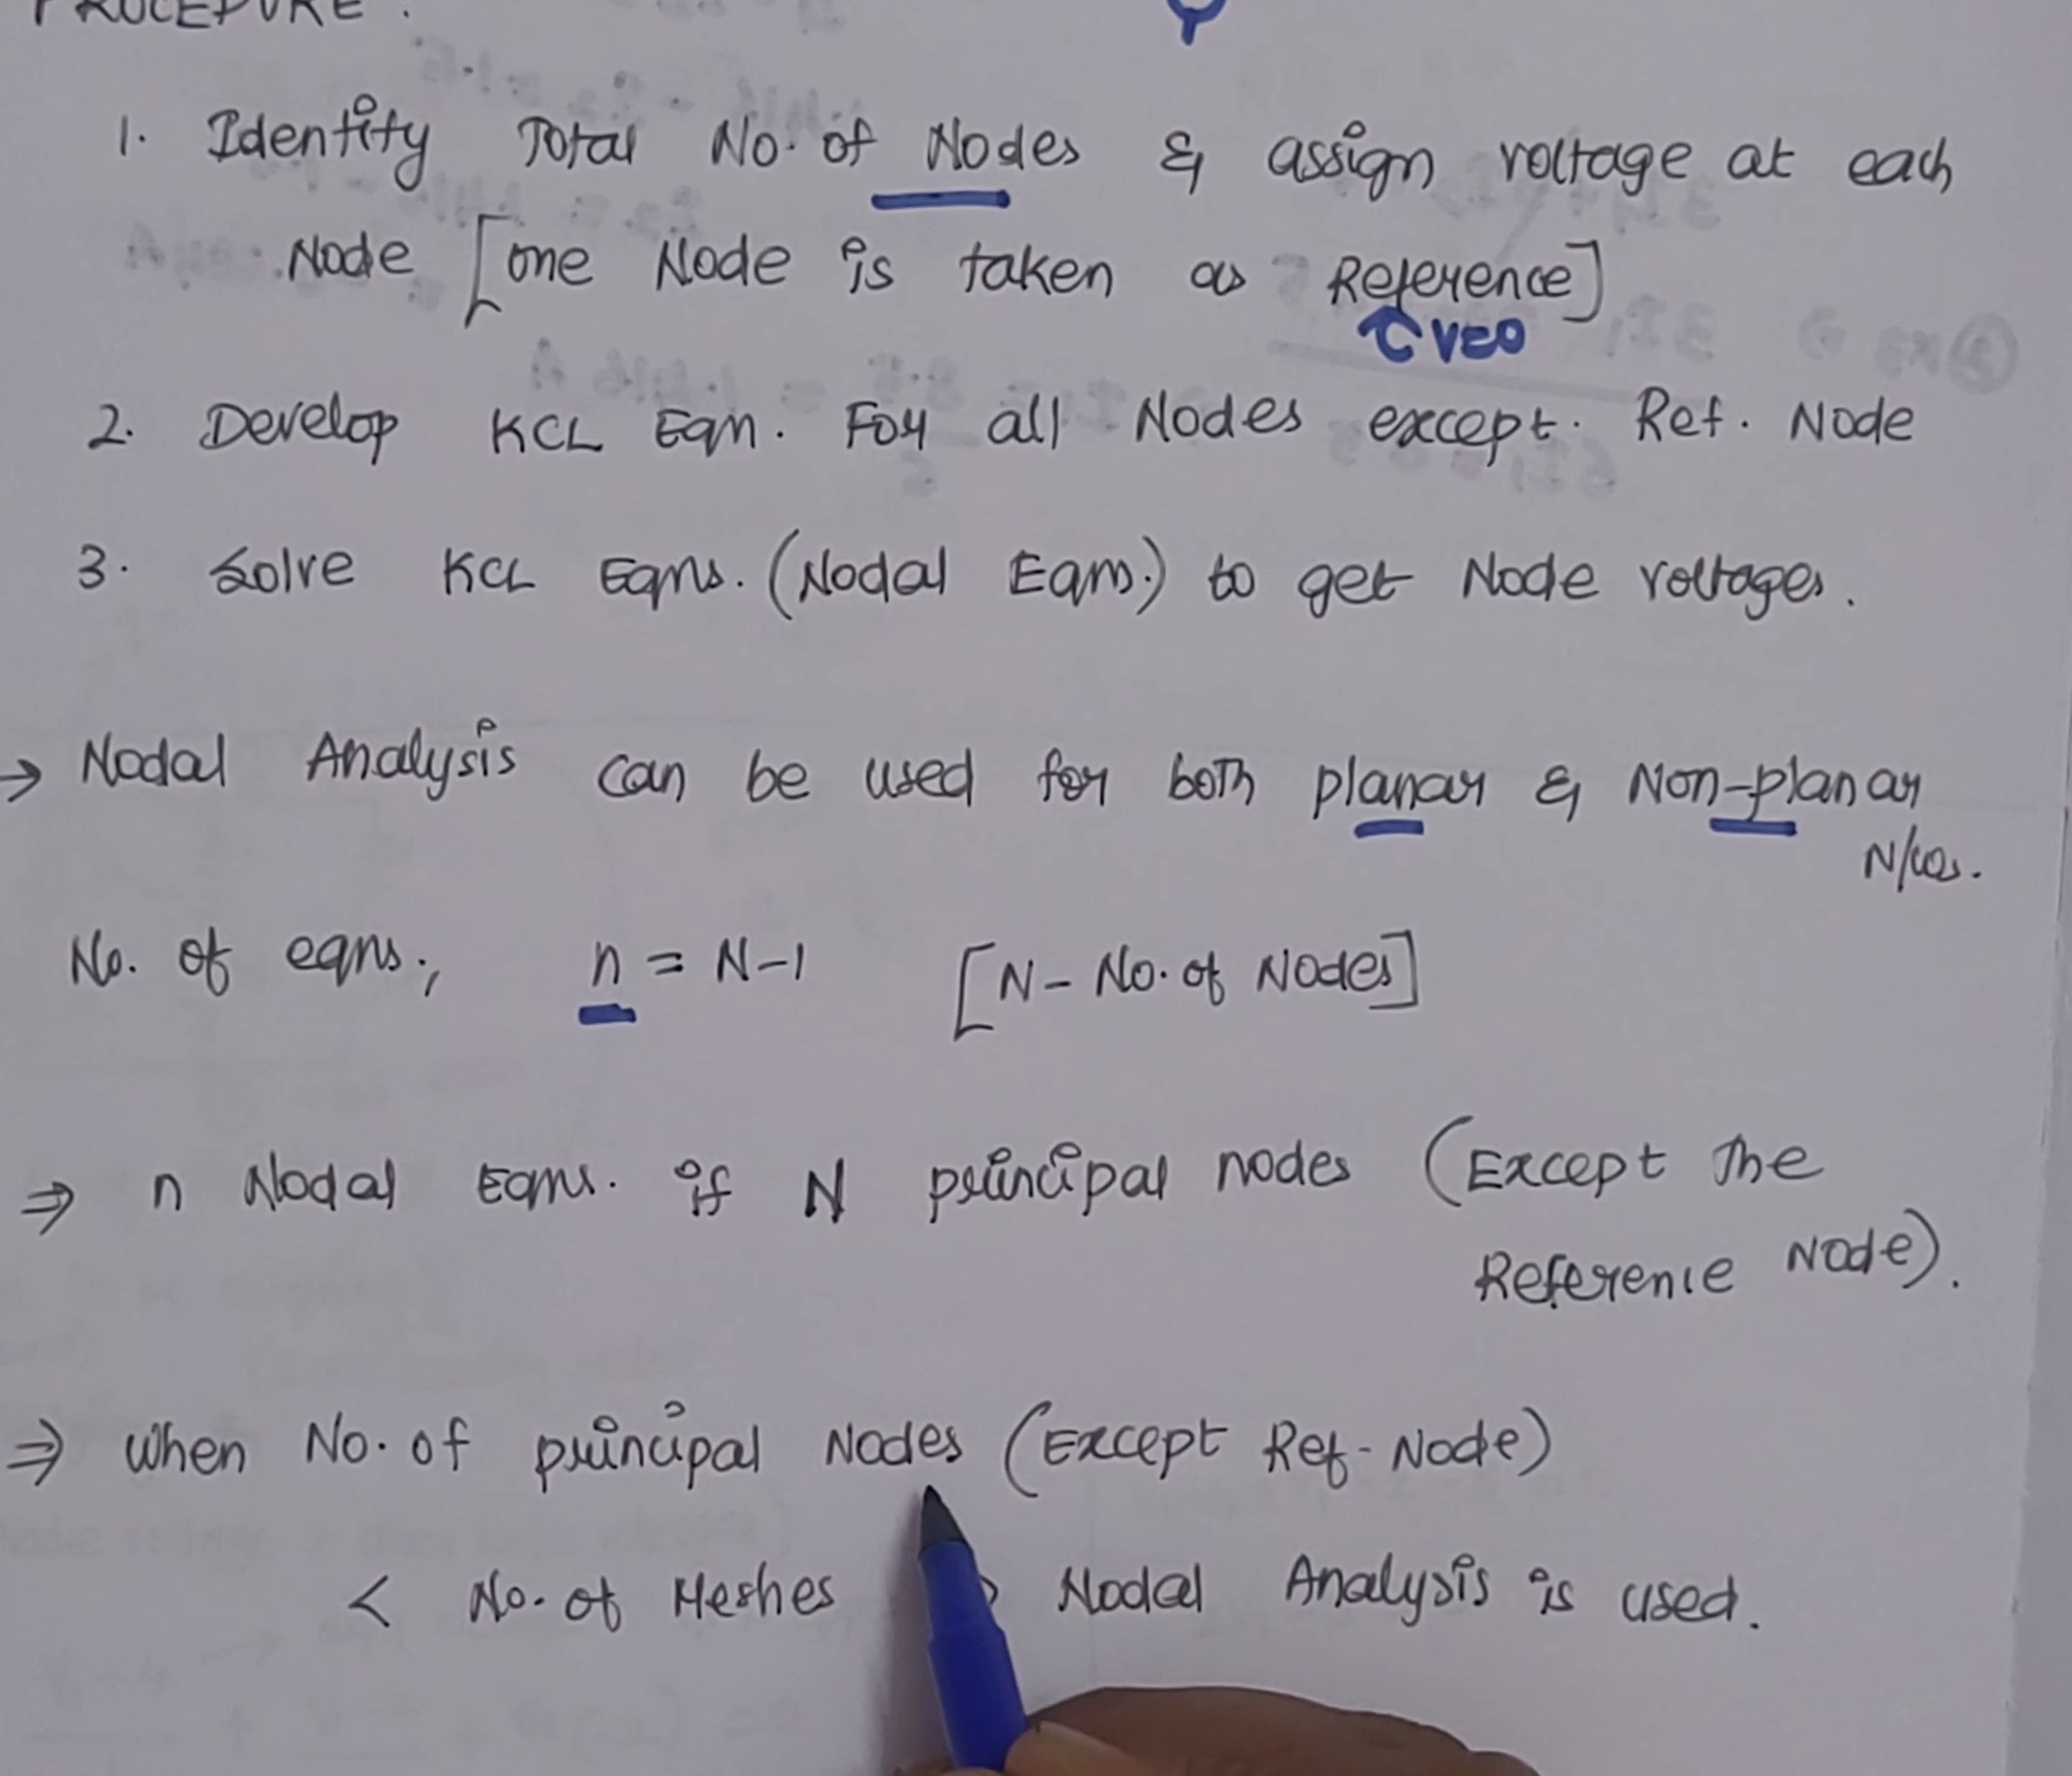 PROCEDURE :
1. Identify Total No. of Nodes & assign voltage at each
Node [one Node is taken as Reference]
V=0
2. Develop KCL Eqn. For all Nodes except. Ref. Node
3. Solve KCL Eqns. (Nodal Eqns.) to get Node voltages.
→ Nodal Analysis can be used for both planar & Non-planar
N/ws.
No. of eqns., n = N-1 [N- No. of Nodes]
⇒ n Nodal Eqns. if N principal nodes (Except The
Reference Node).
⇒ when No. of principal Nodes (Except Ref-Node)
< No. of Meshes Nodal Analysis is used.